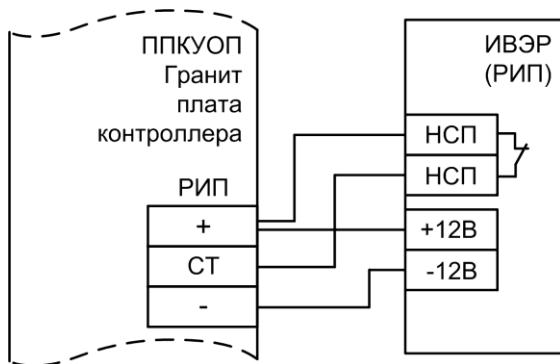 ППКУОП
Гранит
плата
контроллера
РИП
+
СТ
-
ИВЭР
(РИП)
НСП
НСП
+12В
-12В